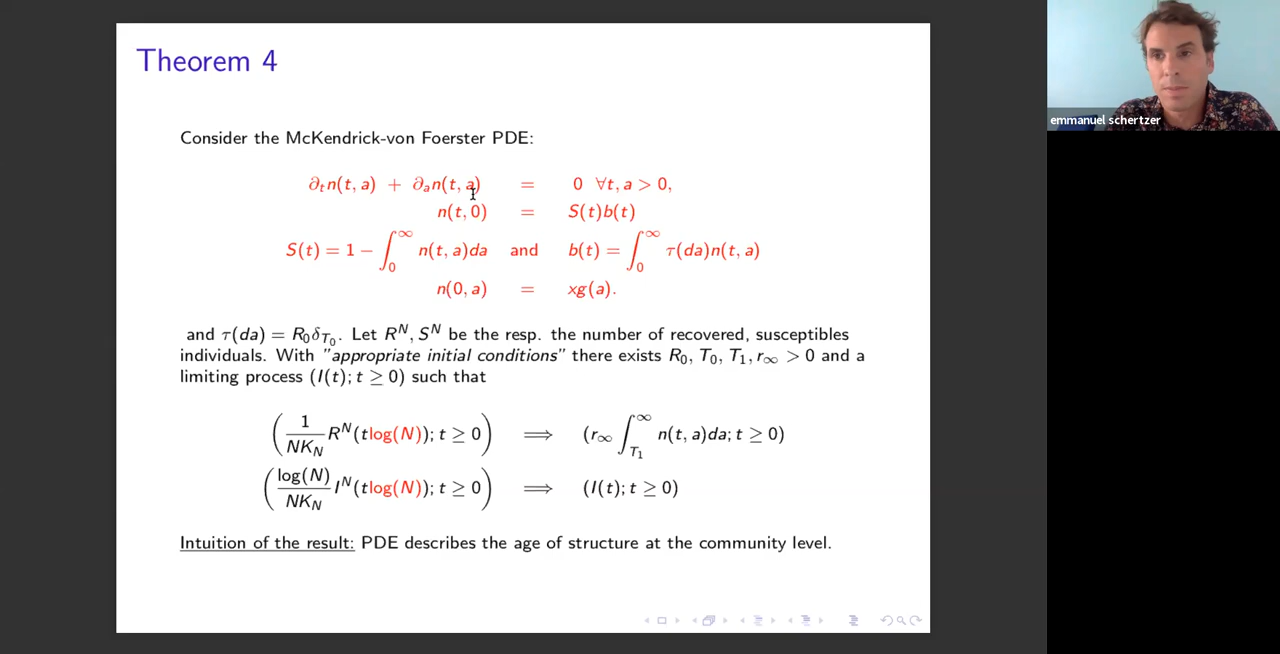 Theorem 4
emmanuel schertzer
Consider the McKendrick-von Foerster PDE:
∂ₜn(t, a) + ∂ₐn(t, a) = 0 ∀t, a > 0,
n(t, 0) = S(t)b(t)
S(t) = 1 − ∫₀^∞ n(t, a)da and b(t) = ∫₀^∞ τ(da)n(t, a)
n(0, a) = xg(a).
and τ(da) = R₀δ_{T₀}. Let R^N, S^N be the resp. the number of recovered, susceptibles
individuals. With "appropriate initial conditions" there exists R₀, T₀, T₁, r_∞ > 0 and a
limiting process (I(t); t ≥ 0) such that
(1/(NK_N) R^N(tlog(N)); t ≥ 0) ⟹ (r_∞ ∫_{T₁}^∞ n(t, a)da; t ≥ 0)
(log(N)/(NK_N) I^N(tlog(N)); t ≥ 0) ⟹ (I(t); t ≥ 0)
Intuition of the result: PDE describes the age of structure at the community level.